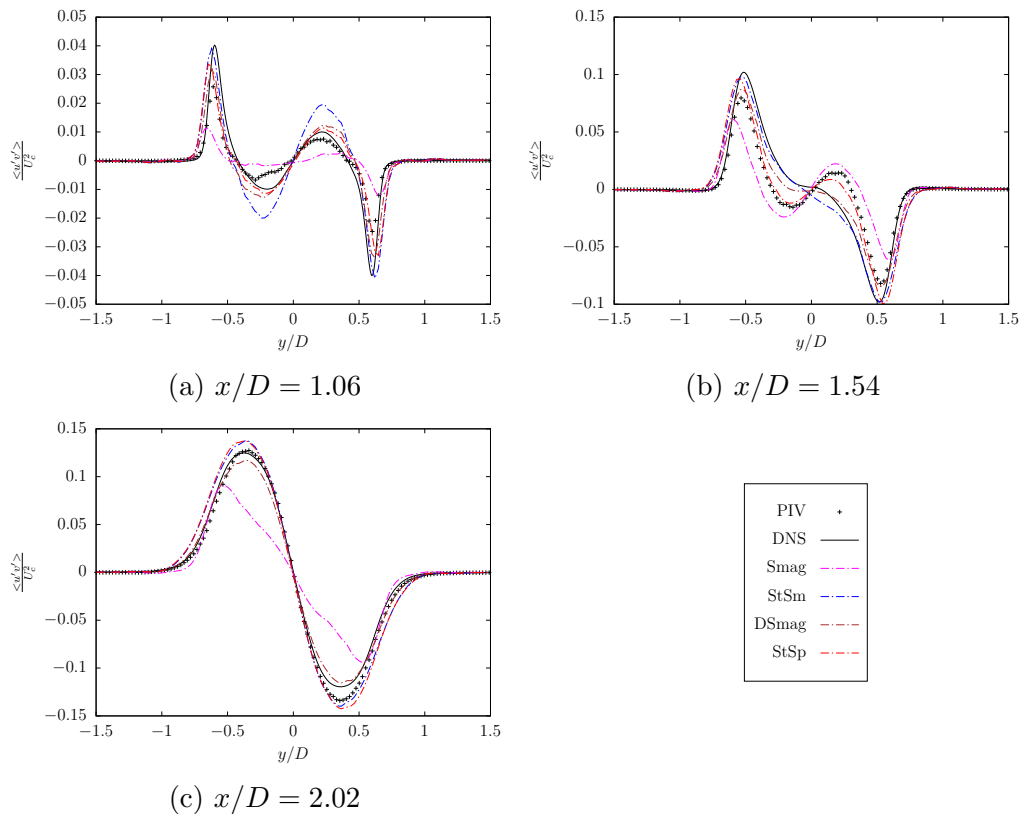 0.05
0.04
0.03
0.02
0.01
0
−0.01
−0.02
−0.03
−0.04
−0.05
<u'v'>
U_c^2
−1.5 −1 −0.5 0 0.5 1 1.5
y/D
(a) x/D = 1.06
0.15
0.1
0.05
0
−0.05
−0.1
<u'v'>
U_c^2
−1.5 −1 −0.5 0 0.5 1 1.5
y/D
(b) x/D = 1.54
0.15
0.1
0.05
0
−0.05
−0.1
−0.15
<u'v'>
U_c^2
−1.5 −1 −0.5 0 0.5 1 1.5
y/D
(c) x/D = 2.02
PIV
DNS
Smag
StSm
DSmag
StSp